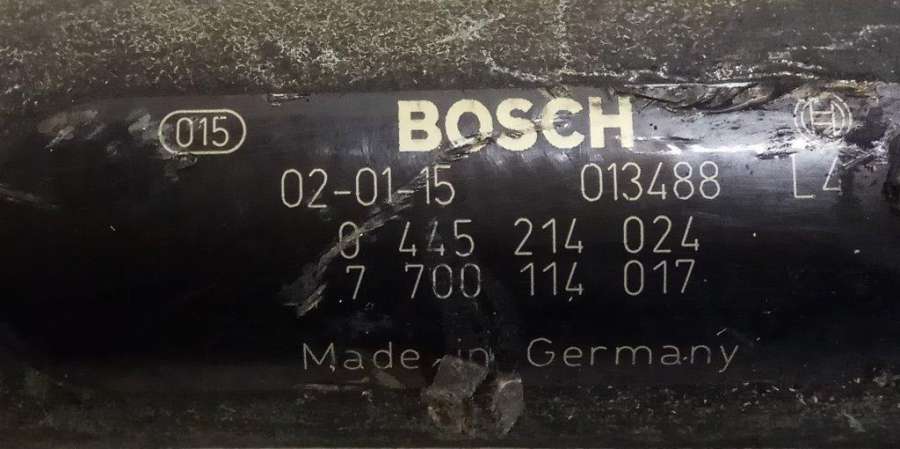 015 BOSCH
02-01-15 013488 L4
0 445 214 024
7 700 114 017
Made in Germany